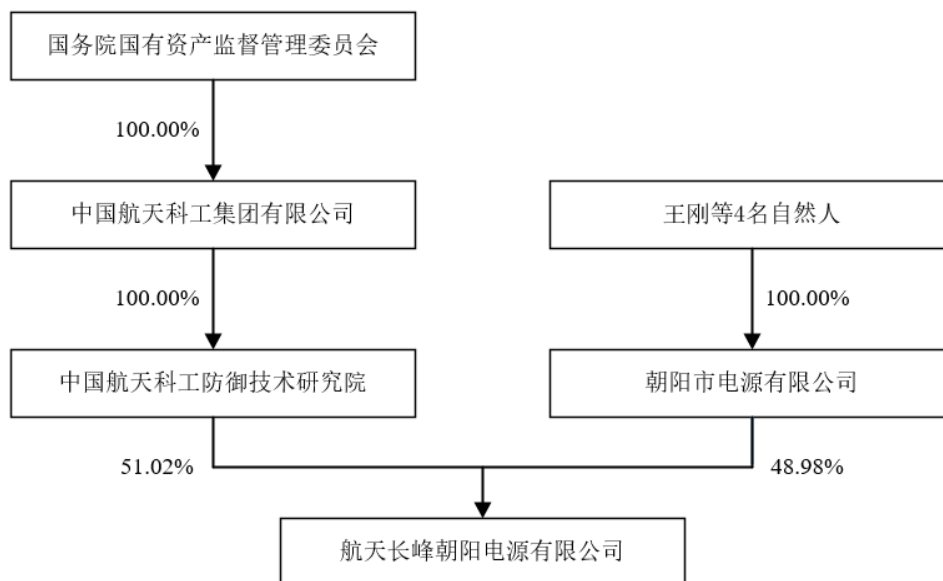 国务院国有资产监督管理委员会
100.00%
中国航天科工集团有限公司
王刚等4名自然人
100.00%
100.00%
中国航天科工防御技术研究院
朝阳市电源有限公司
51.02%
48.98%
航天长峰朝阳电源有限公司